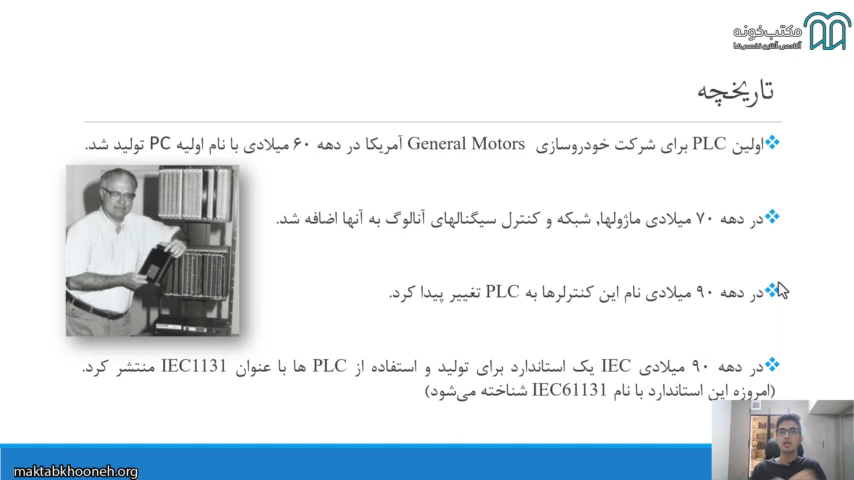 مکتب‌خونه
آکادمی آنلاین تخصص‌ها
تاریخچه
اولین PLC برای شرکت خودروسازی General Motors آمریکا در دهه ۶۰ میلادی با نام اولیه PC تولید شد.
در دهه ۷۰ میلادی ماژولها, شبکه و کنترل سیگنالهای آنالوگ به آنها اضافه شد.
در دهه ۹۰ میلادی نام این کنترلرها به PLC تغییر پیدا کرد.
در دهه ۹۰ میلادی IEC یک استاندارد برای تولید و استفاده از PLC ها با عنوان IEC1131 منتشر کرد.
(امروزه این استاندارد با نام IEC61131 شناخته می‌شود)
maktabkhooneh.org